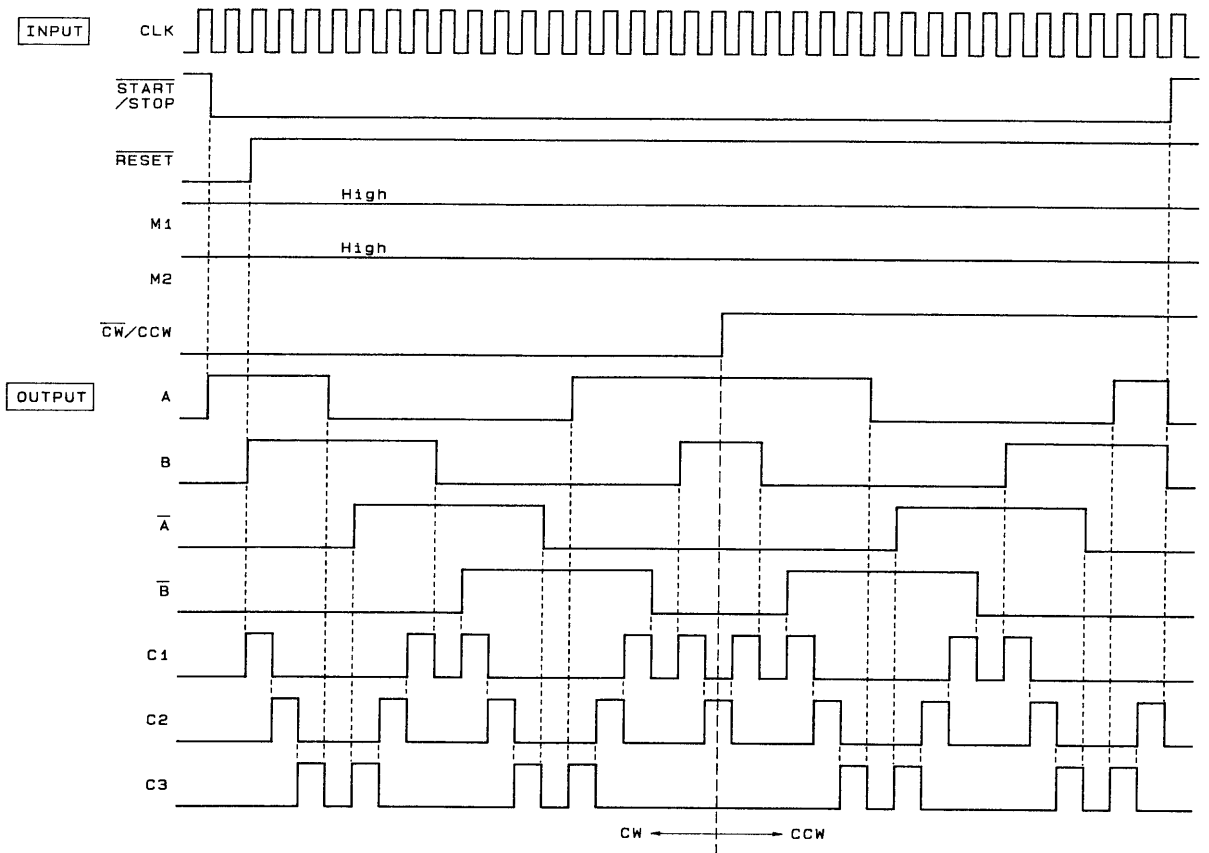 INPUT CLK
START
/STOP
RESET
High
M1
High
M2
CW/CCW
OUTPUT A
B
A
B
C1
C2
C3
CW CCW